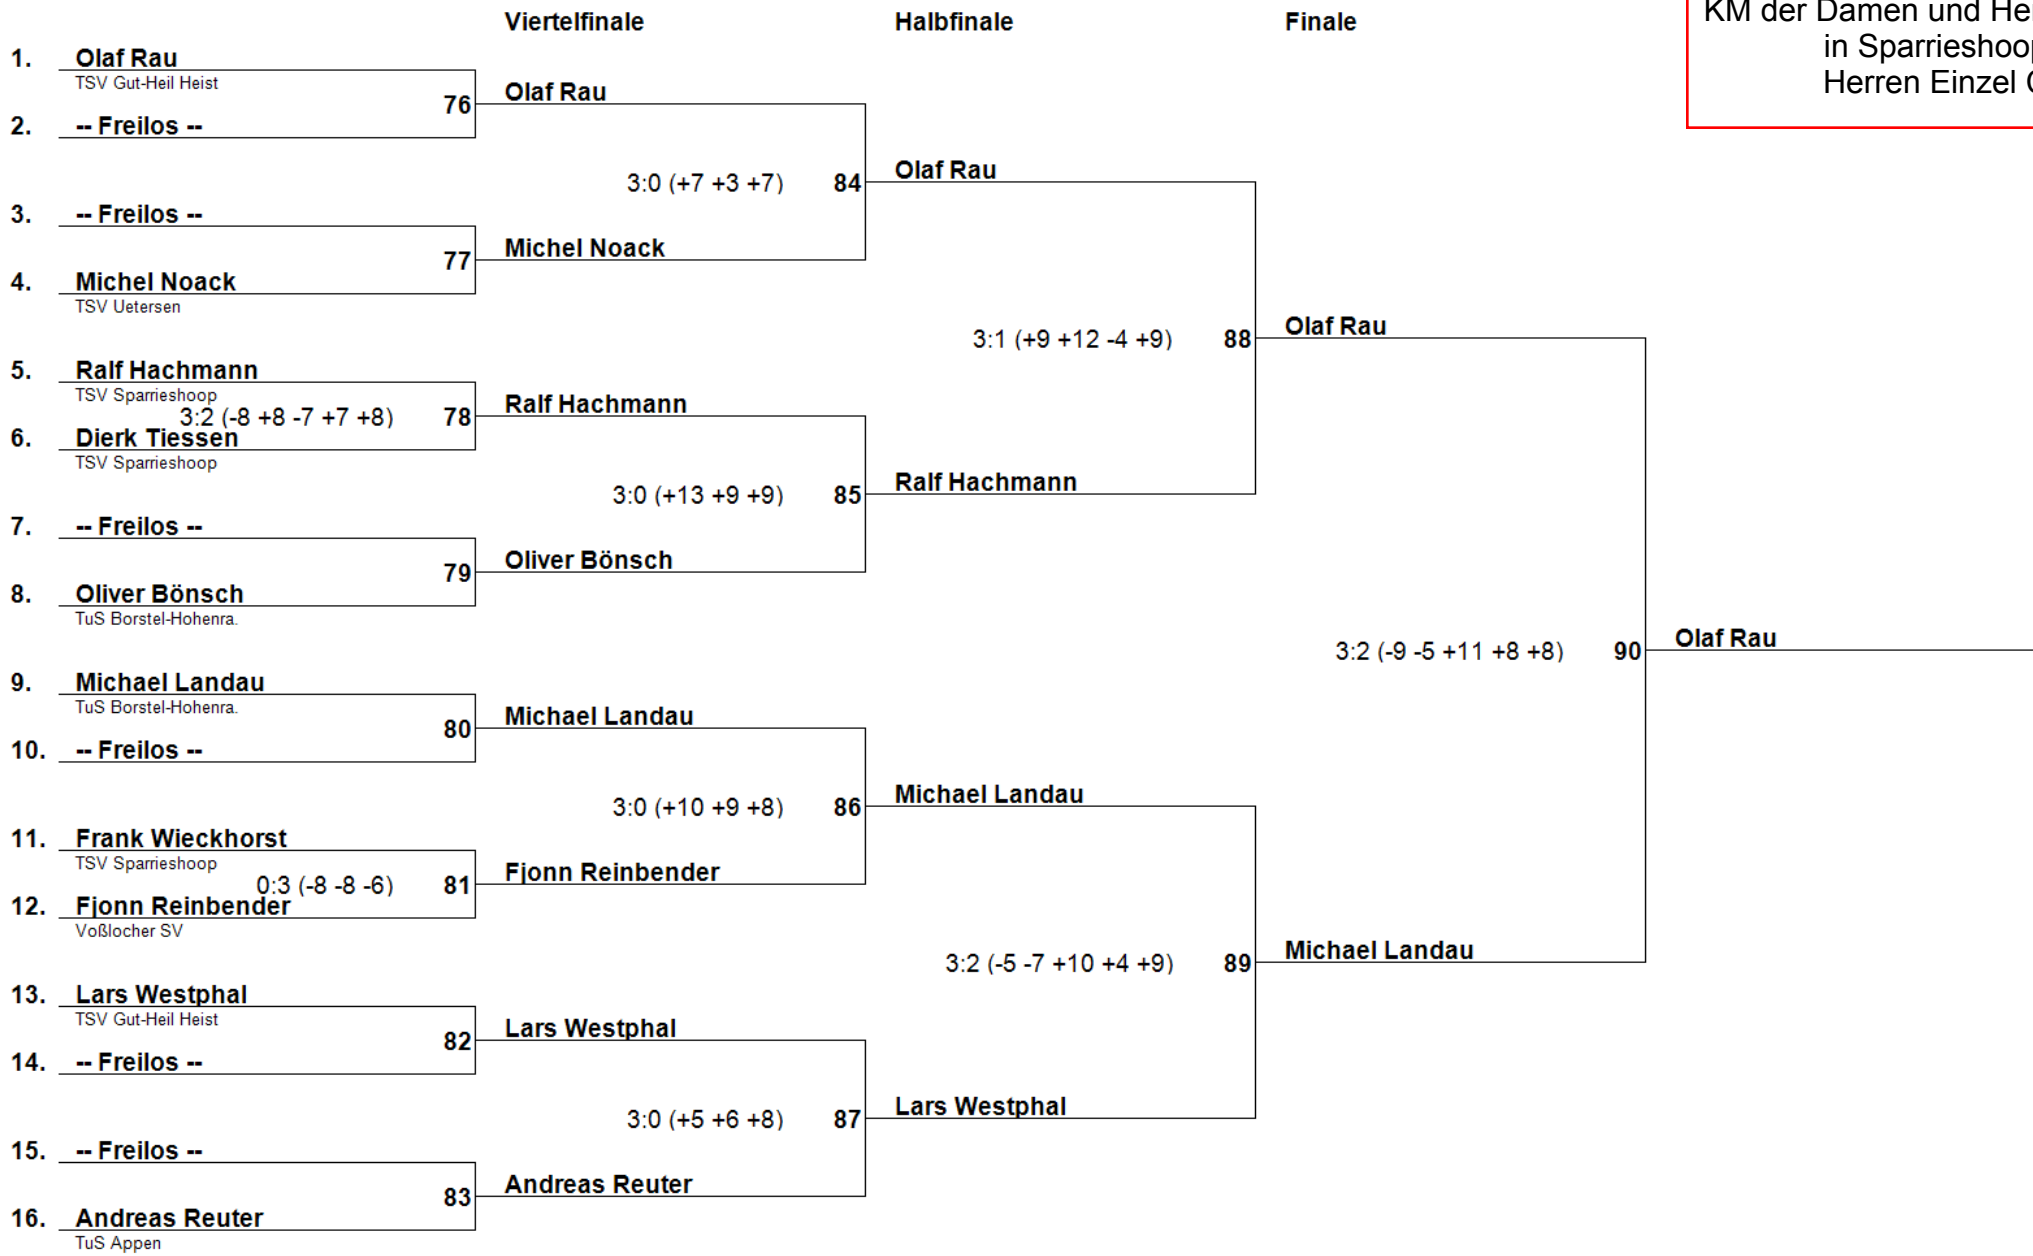 Viertelfinale
Halbfinale
Finale
KM der Damen und
in
Herren Einzel
1. Olaf Rau
TSV Gut-Heil Heist
76 Olaf Rau
2. -- Freilos --
3:0 (+7 +3 +7) 84 Olaf Rau
3. -- Freilos --
77 Michel Noack
4. Michel Noack
TSV Uetersen
3:1 (+9 +12 -4 +9) 88 Olaf Rau
5. Ralf Hachmann
TSV Sparrieshoop
3:2 (-8 +8 -7 +7 +8) 78 Ralf Hachmann
6. Dierk Tiessen
TSV Sparrieshoop
3:0 (+13 +9 +9) 85 Ralf Hachmann
7. -- Freilos --
79 Oliver Bönsch
8. Oliver Bönsch
TuS Borstel-Hohenra.
3:2 (-9 -5 +11 +8 +8) 90 Olaf Rau
9. Michael Landau
TuS Borstel-Hohenra.
80 Michael Landau
10. -- Freilos --
3:0 (+10 +9 +8) 86 Michael Landau
11. Frank Wieckhorst
TSV Sparrieshoop
0:3 (-8 -8 -6) 81 Fjonn Reinbender
12. Fjonn Reinbender
Voßlocher SV
3:2 (-5 -7 +10 +4 +9) 89 Michael Landau
13. Lars Westphal
TSV Gut-Heil Heist
82 Lars Westphal
14. -- Freilos --
3:0 (+5 +6 +8) 87 Lars Westphal
15. -- Freilos --
83 Andreas Reuter
16. Andreas Reuter
TuS Appen